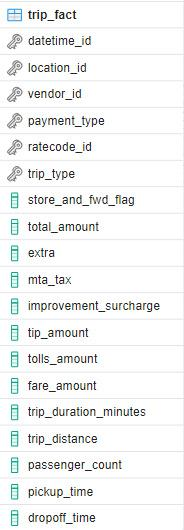 trip_fact
datetime_id
location_id
vendor_id
payment_type
ratecode_id
trip_type
store_and_fwd_flag
total_amount
extra
mta_tax
improvement_surcharge
tip_amount
tolls_amount
fare_amount
trip_duration_minutes
trip_distance
passenger_count
pickup_time
dropoff_time